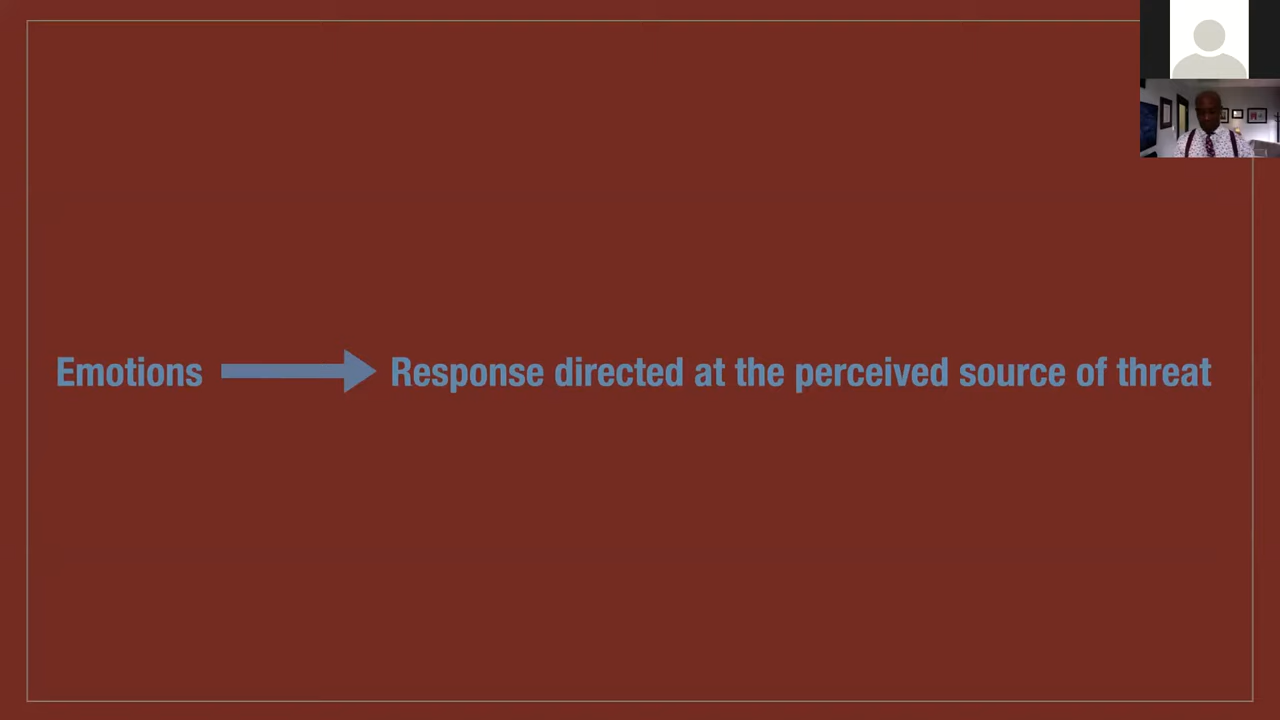 Emotions Response directed at the perceived source of threat